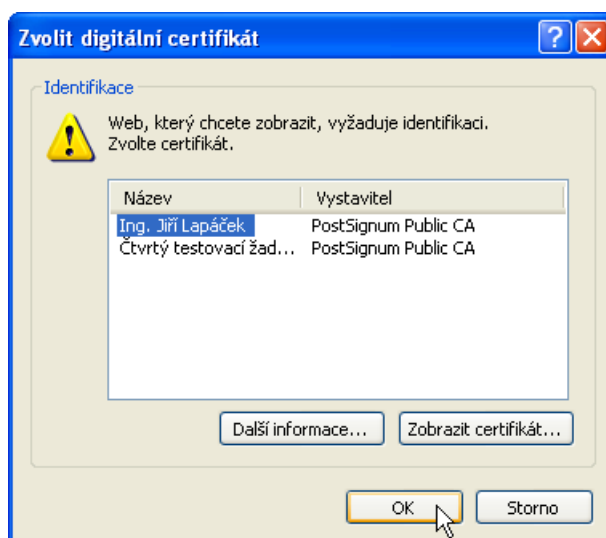 Zvolit digitální certifikát
Identifikace
Web, který chcete zobrazit, vyžaduje identifikaci.
Zvolte certifikát.
Název Vystavitel
Ing. Jiří Lapáček PostSignum Public CA
Čtvrtý testovací žad... PostSignum Public CA
Další informace... Zobrazit certifikát...
OK Storno